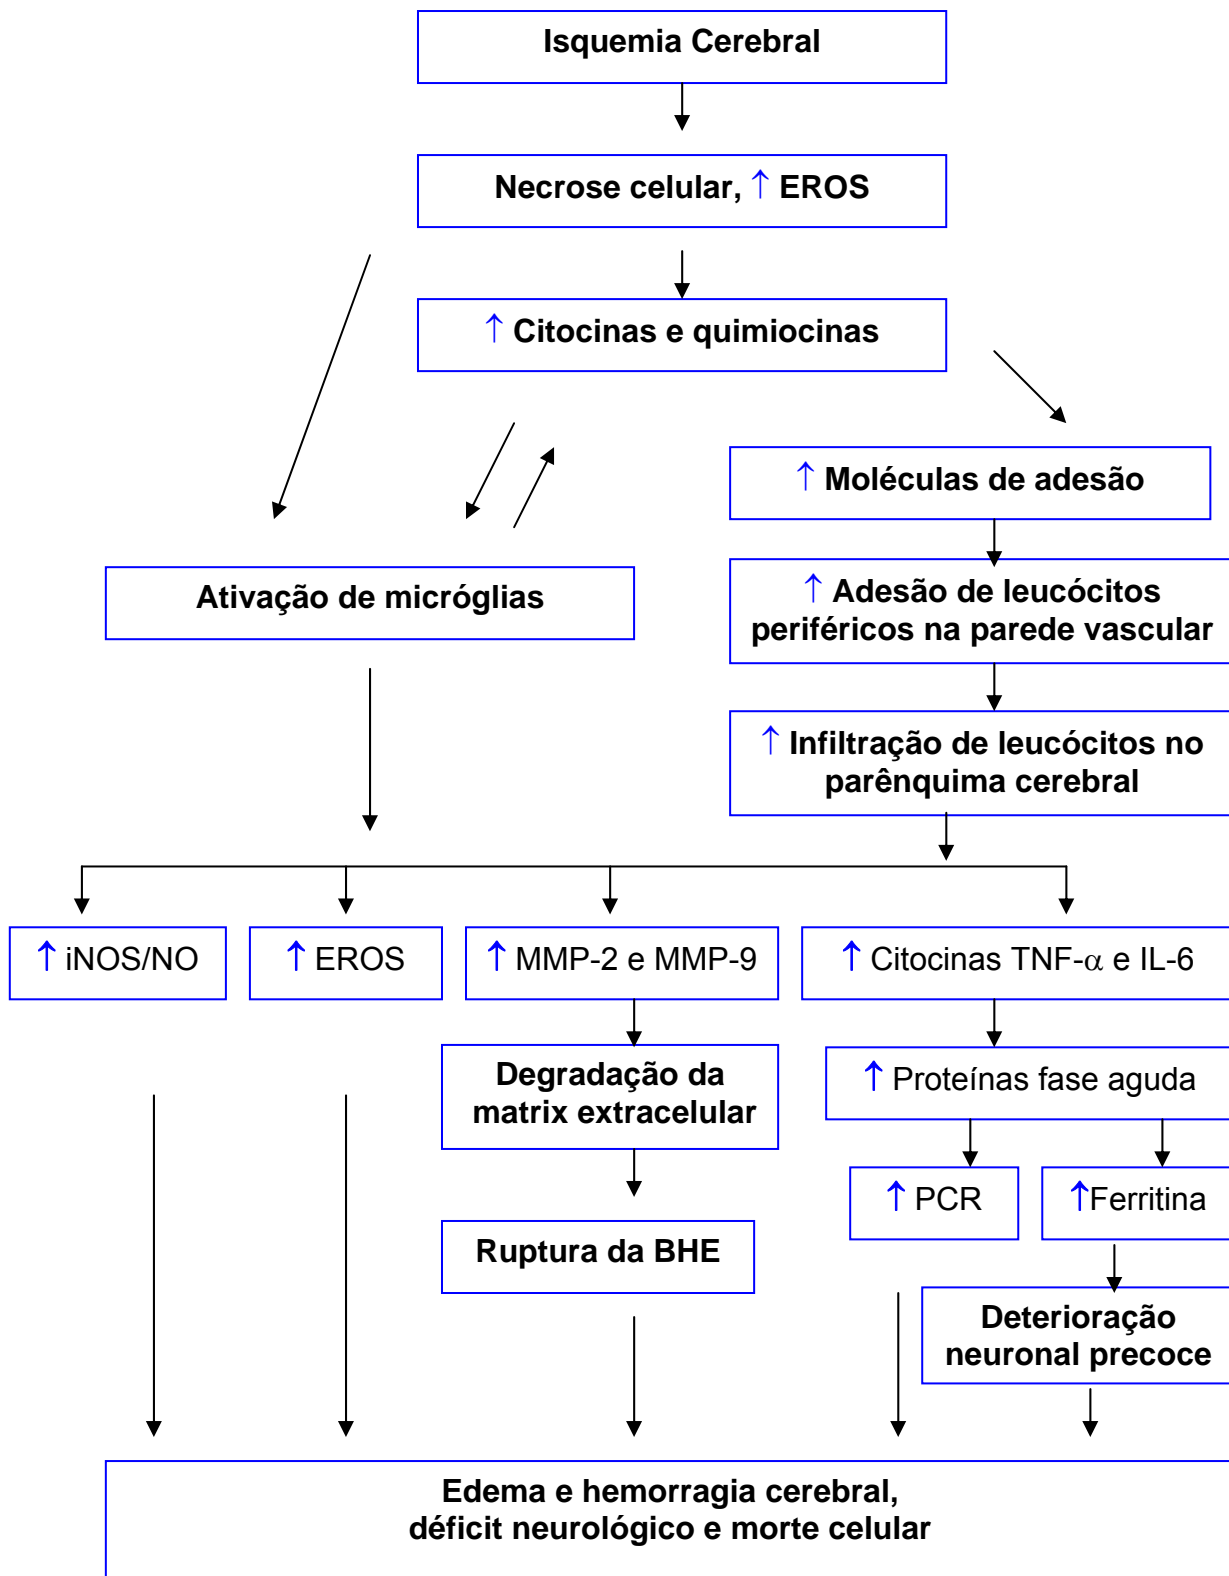 Isquemia Cerebral
Necrose celular, ↑ EROS
↑ Citocinas e quimiocinas
↑ Moléculas de adesão
Ativação de micróglias
↑ Adesão de leucócitos
periféricos na parede vascular
↑ Infiltração de leucócitos no
parênquima cerebral
↑ iNOS/NO
↑ EROS
↑ MMP-2 e MMP-9
↑ Citocinas TNF-α e IL-6
Degradação da
matrix extracelular
↑ Proteínas fase aguda
↑ PCR
↑Ferritina
Ruptura da BHE
Deterioração
neuronal precoce
Edema e hemorragia cerebral,
déficit neurológico e morte celular